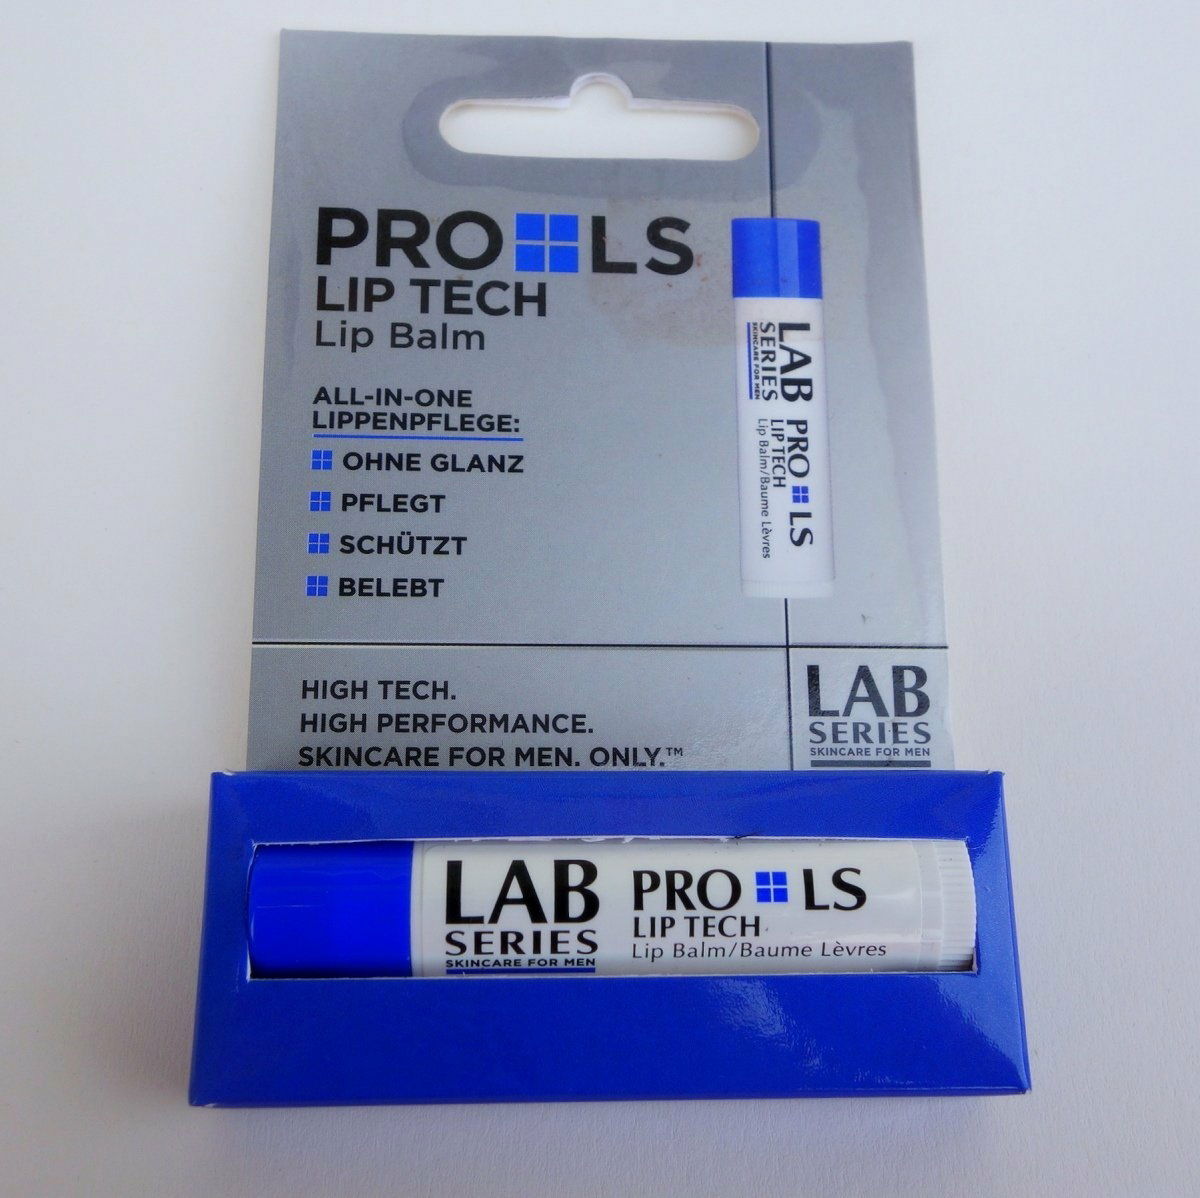 PRO LS
LIP TECH
Lip Balm
ALL-IN-ONE
LIPPENPFLEGE:
OHNE GLANZ
PFLEGT
SCHÜTZT
BELEBT
LAB
SERIES
SKINCARE FOR MEN
PRO LS
LIP TECH
Lip Balm/Baume Lèvres
HIGH TECH.
HIGH PERFORMANCE.
SKINCARE FOR MEN. ONLY.™
LAB
SERIES
SKINCARE FOR MEN
LAB
SERIES
SKINCARE FOR MEN
PRO LS
LIP TECH
Lip Balm/Baume Lèvres